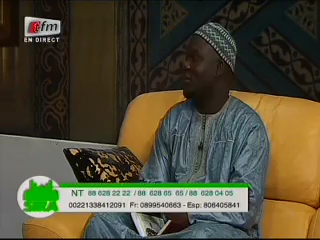 tfm
EN DIRECT
NT 88 628 22 22 / 88 628 65 65 / 88 628 04 05
00221338412091 Fr: 0899540663 - Esp: 806405841